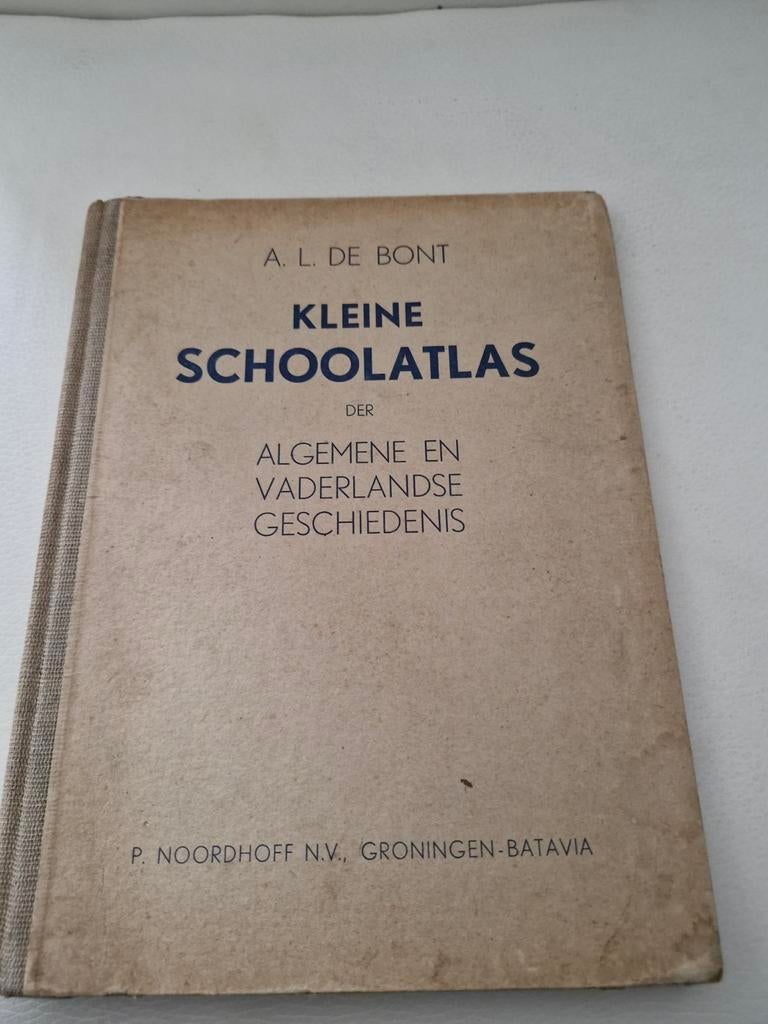 A. L. DE BONT
KLEINE
SCHOOLATLAS
DER
ALGEMENE EN
VADERLANDSE
GESCHIEDENIS
P. NOORDHOFF N.V., GRONINGEN-BATAVIA